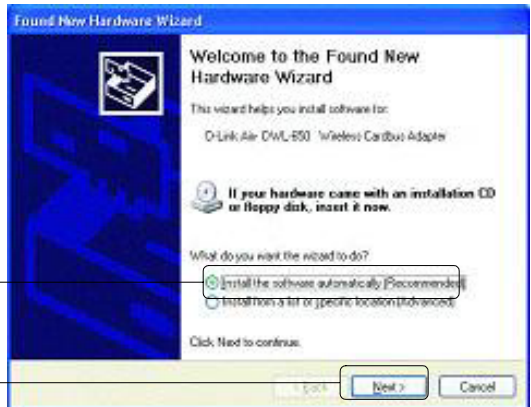 Found New Hardware Wizard
Welcome to the Found New
Hardware Wizard
This wizard helps you install software for:
D-Link Air DWL-650 Wireless Cardbus Adapter
If your hardware came with an installation CD
or floppy disk, insert it now.
What do you want the wizard to do?
Install the software automatically (Recommended)
Install from a list or specific location (Advanced)
Click Next to continue.
< Back
Next >
Cancel